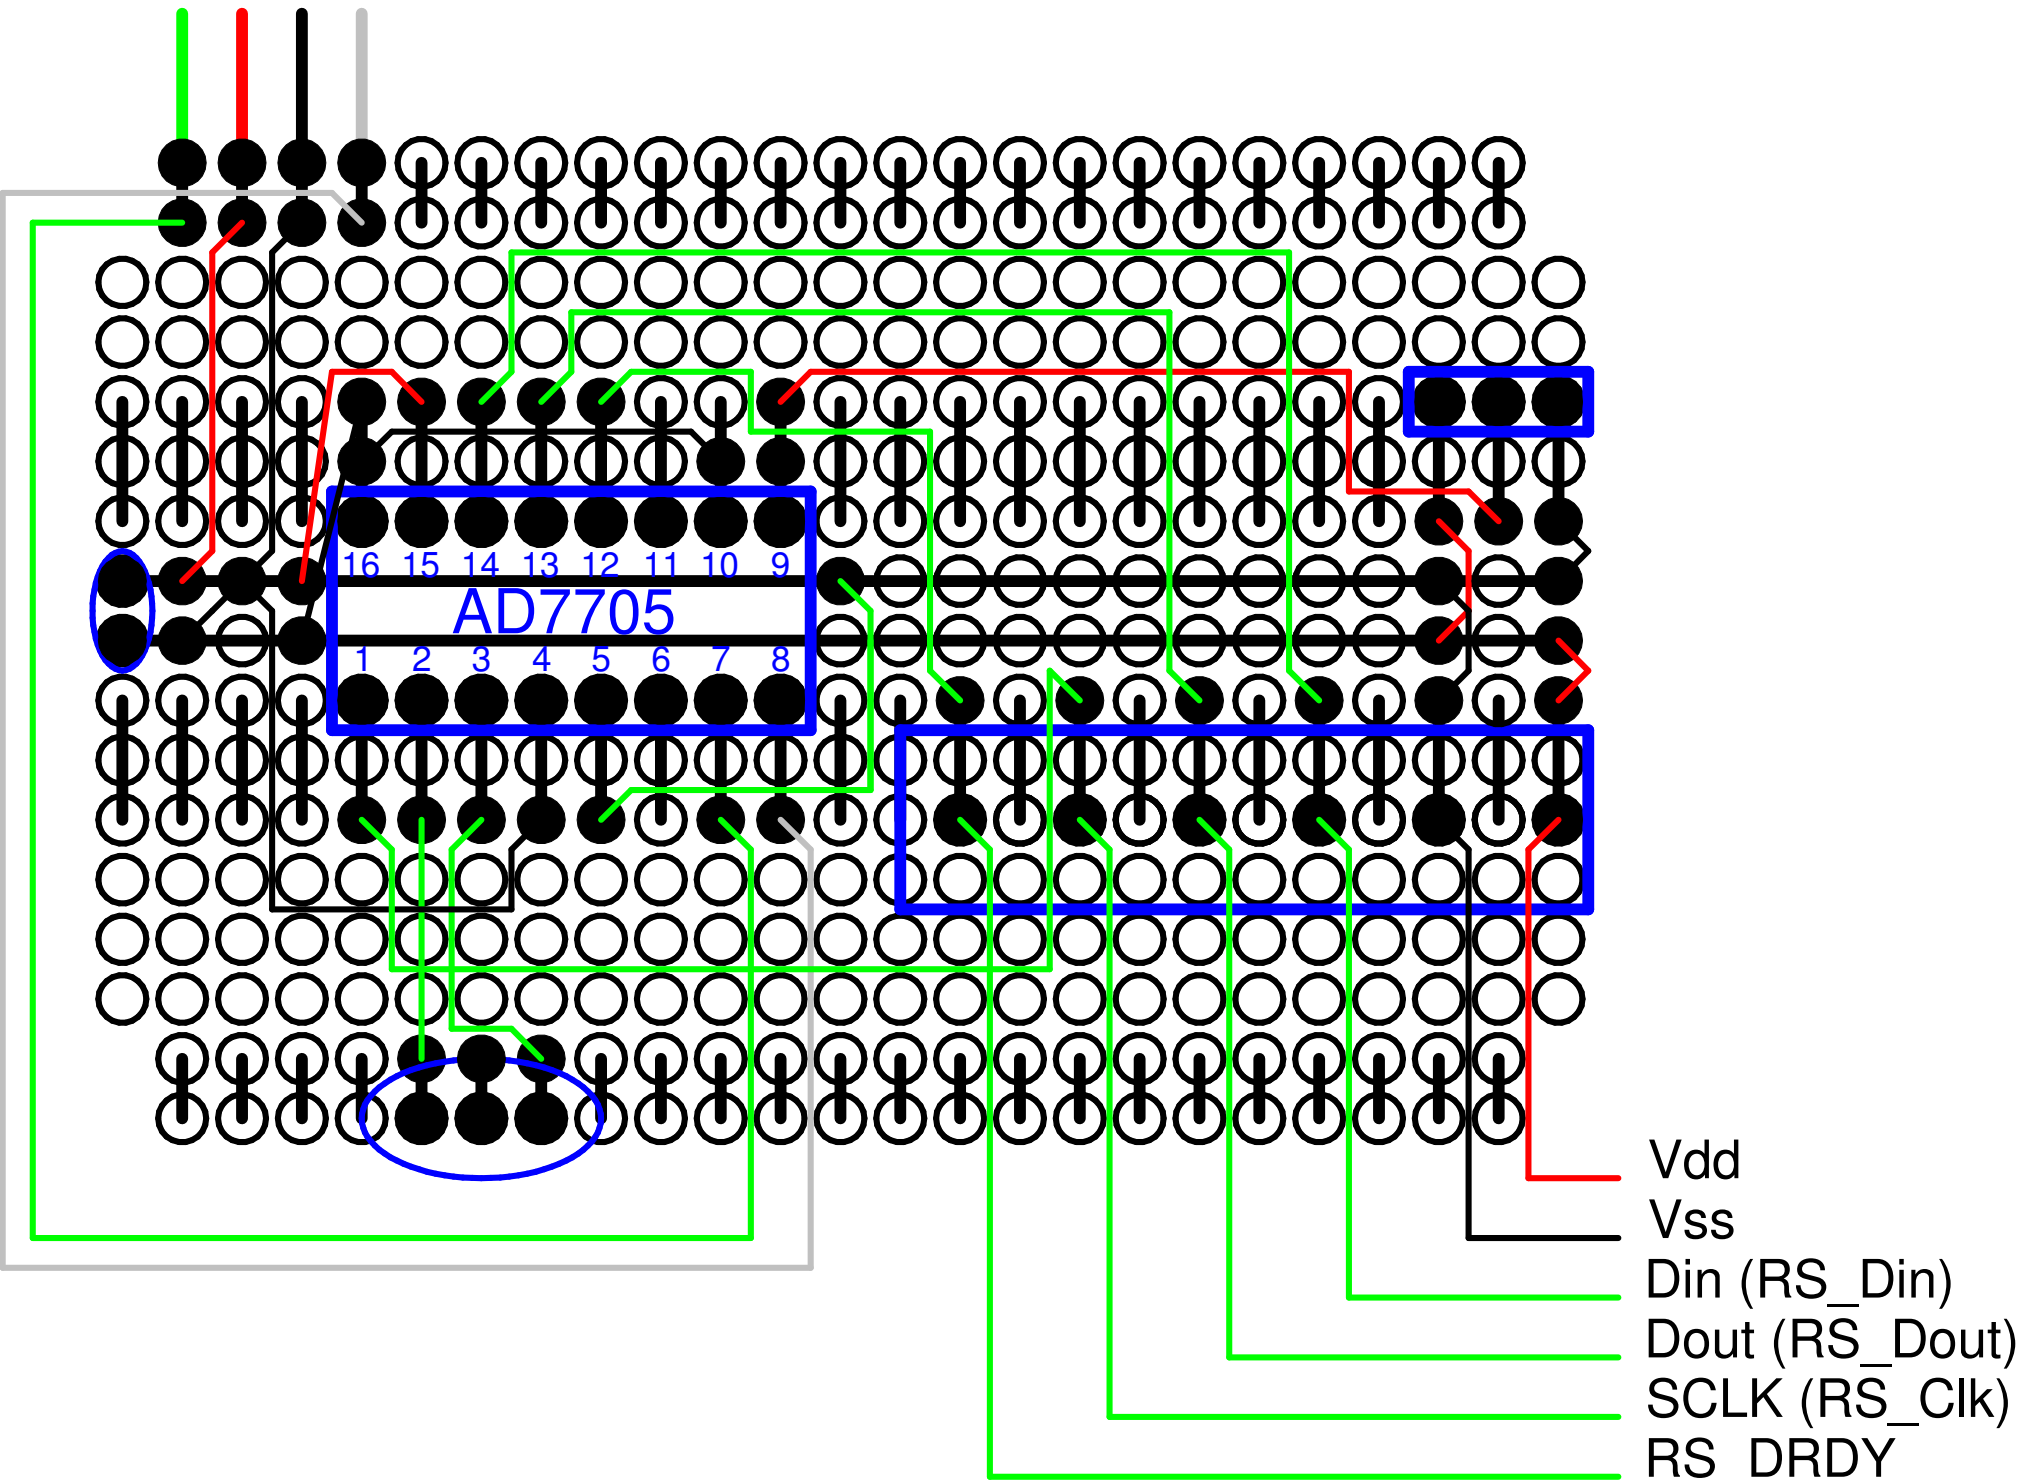 16 15 14 13 12 11 10 9
AD7705
1 2 3 4 5 6 7 8
Vdd
Vss
Din (RS_Din)
Dout (RS_Dout)
SCLK (RS_Clk)
RS_DRDY